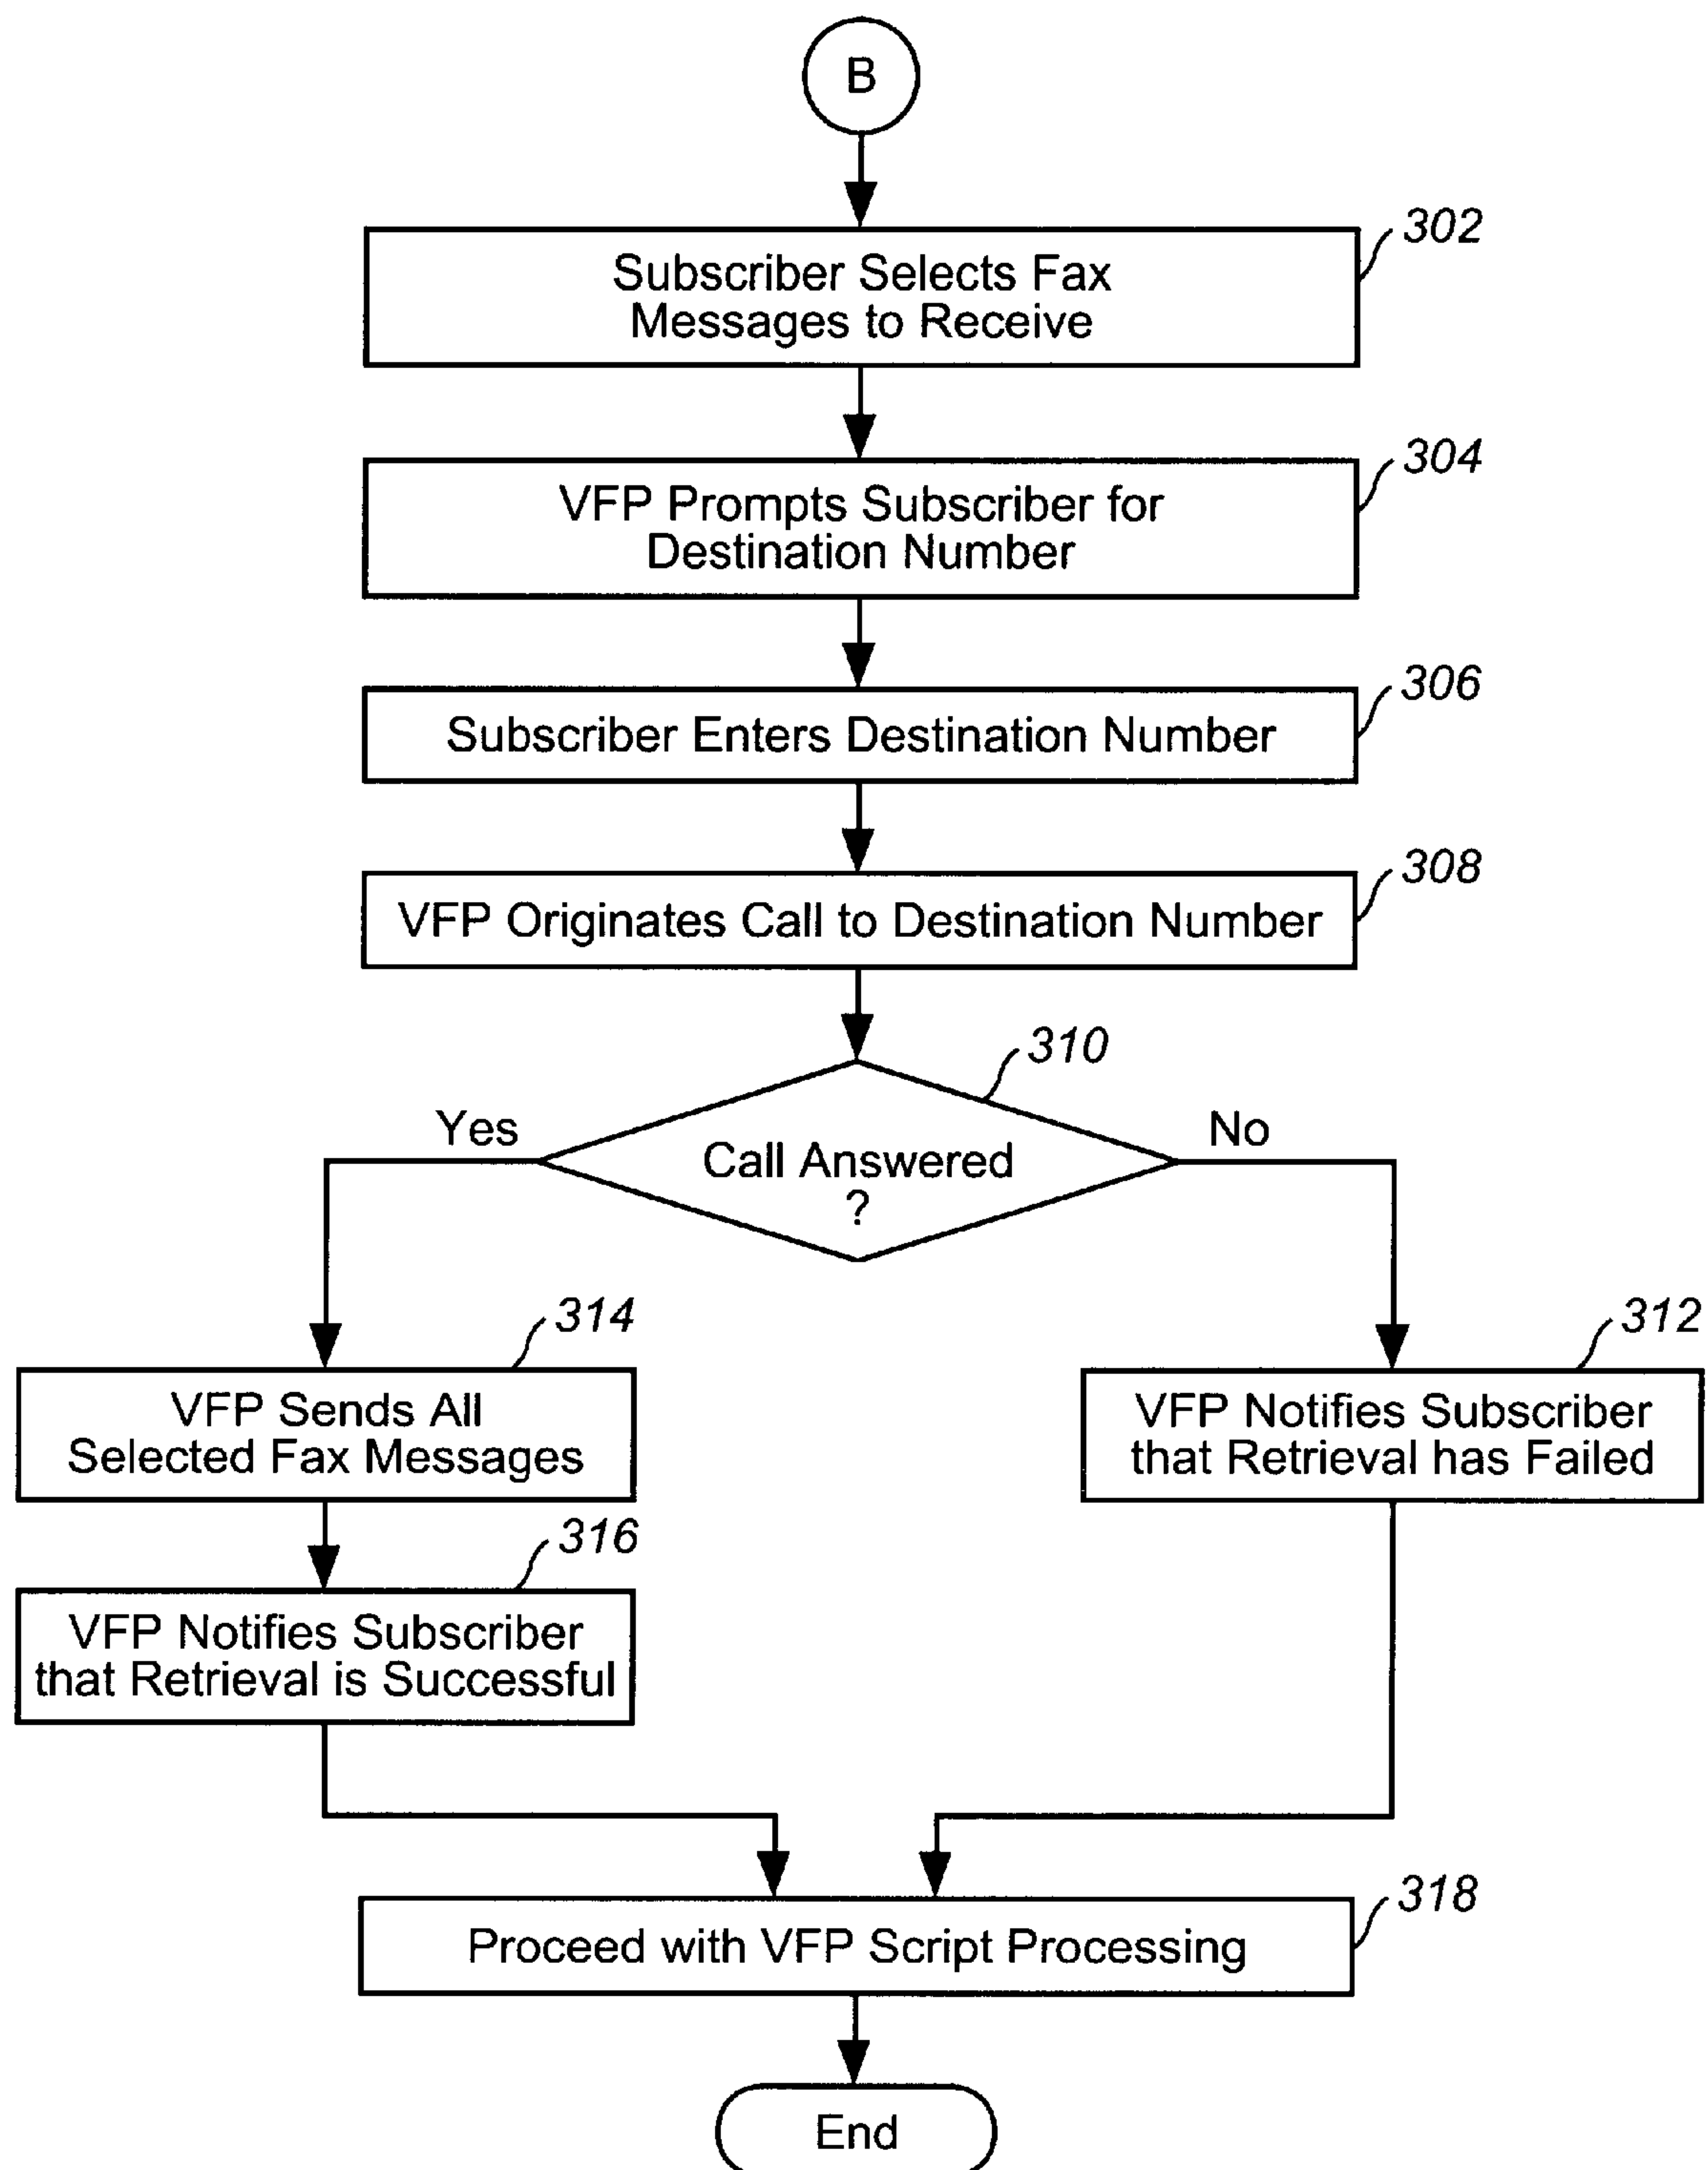 B
302
Subscriber Selects Fax
Messages to Receive
304
VFP Prompts Subscriber for
Destination Number
306
Subscriber Enters Destination Number
308
VFP Originates Call to Destination Number
310
Yes
No
Call Answered
?
314
312
VFP Sends All
Selected Fax Messages
VFP Notifies Subscriber
that Retrieval has Failed
316
VFP Notifies Subscriber
that Retrieval is Successful
318
Proceed with VFP Script Processing
End